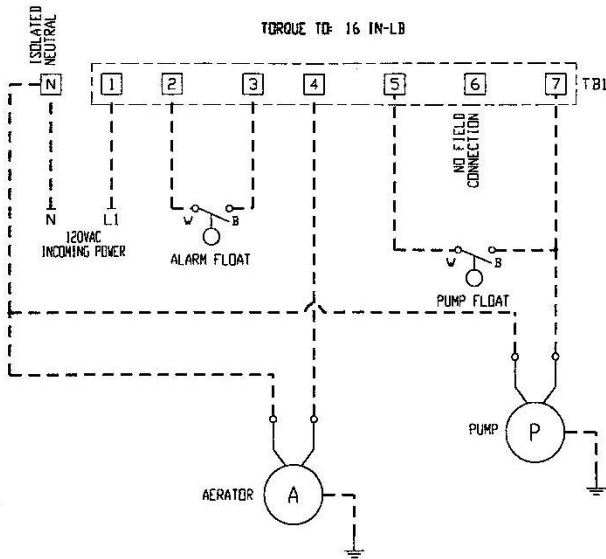 ISOLATED
NEUTRAL
TORQUE TO: 16 IN-LB
N 1 2 3 4 5 6 7 TB1
NO FIELD
CONNECTION
N L1
120VAC
INCOMING POWER
W B
ALARM FLOAT
W B
PUMP FLOAT
PUMP P
AERATOR A